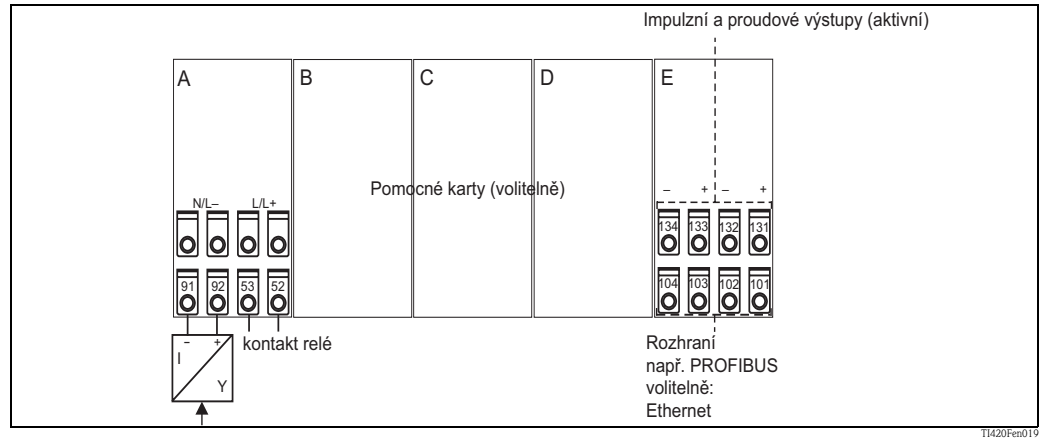 Impulzní a proudové výstupy (aktivní)
A B C D E
Pomocné karty (volitelně)
N/L– L/L+
– + – +
134 133 132 131
91 92 53 52
104 103 102 101
– +
I
Y
kontakt relé
Rozhraní
např. PROFIBUS
volitelně:
Ethernet
TI420Fen019